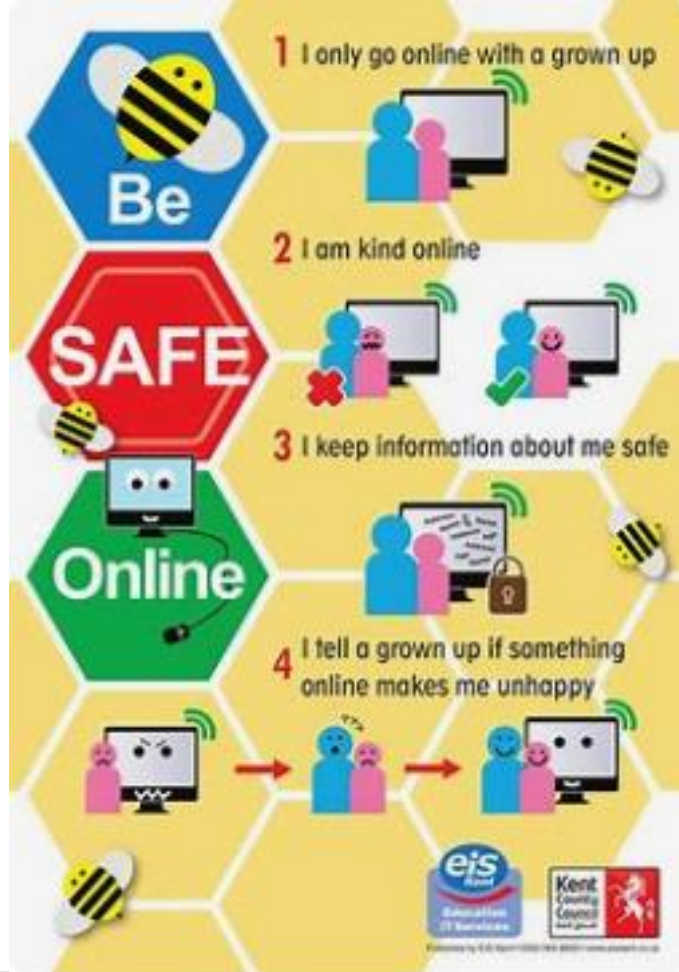 Be
SAFE
Online
1 I only go online with a grown up
2 I am kind online
3 I keep information about me safe
4 I tell a grown up if something
online makes me unhappy
eis
Kent
Education
IT Services
Kent
County
Council